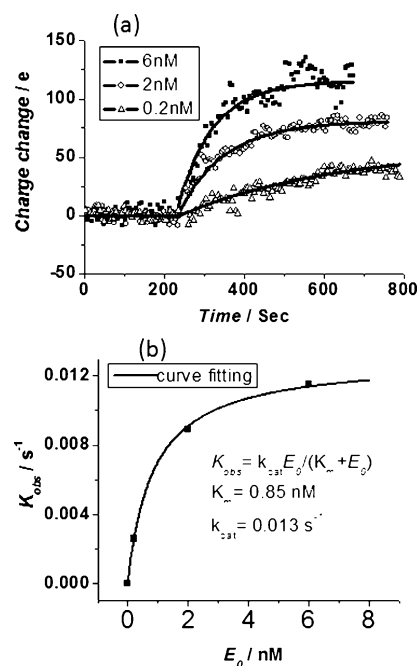 (a)
Charge change / e
150
100
50
0
-50
6nM
2nM
0.2nM
0 200 400 600 800
Time / Sec
(b)
K_obs / s⁻¹
0.012
0.008
0.004
0.000
curve fitting
K_obs = k_cat E_0/(K_m + E_0)
K_m = 0.85 nM
k_cat = 0.013 s⁻¹
0 2 4 6 8
E_0 / nM